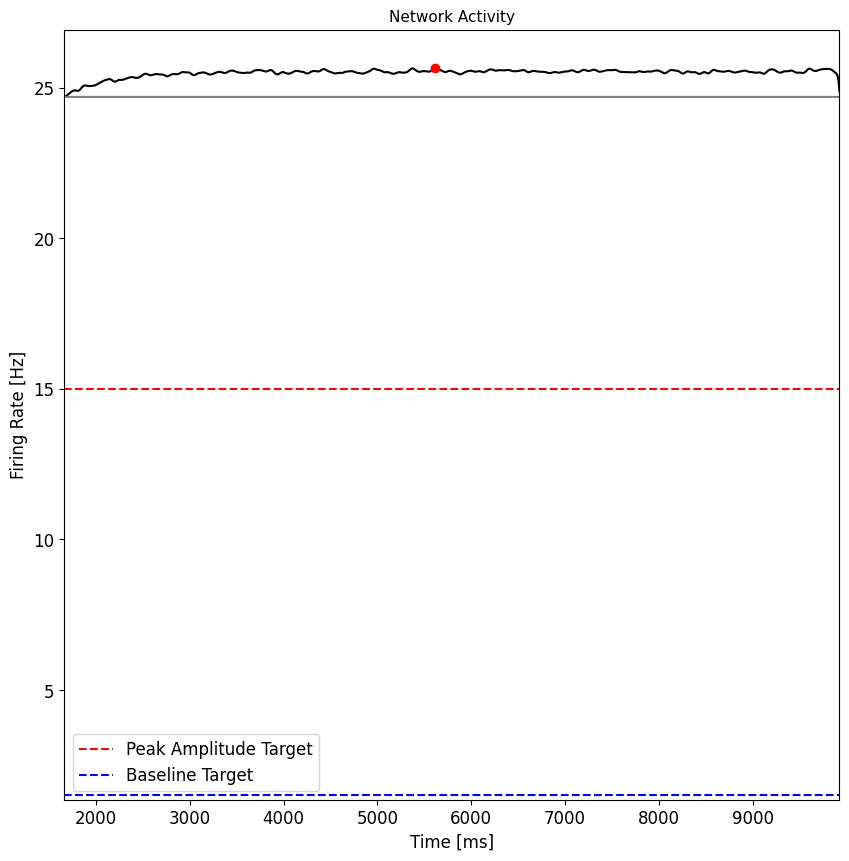 Network Activity
Firing Rate [Hz]
25
20
15
10
5
Peak Amplitude Target
Baseline Target
2000 3000 4000 5000 6000 7000 8000 9000
Time [ms]